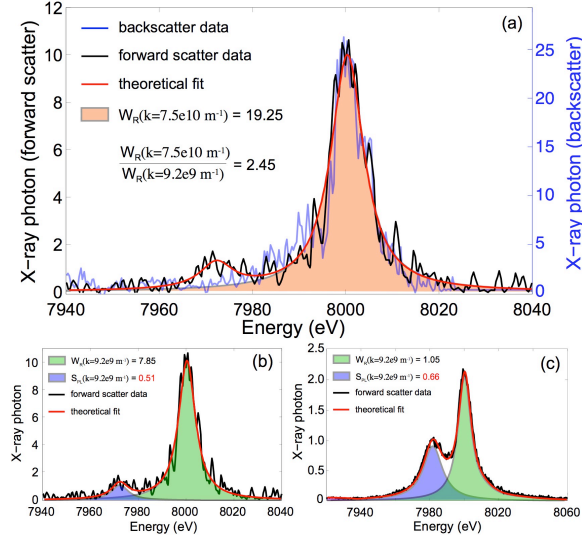 (a)
X-ray photon (forward scatter)
12
10
8
6
4
2
0
backscatter data
forward scatter data
theoretical fit
W_R(k=7.5e10 m⁻¹) = 19.25
W_R(k=7.5e10 m⁻¹)
W_R(k=9.2e9 m⁻¹)
= 2.45
25
20
15
10
5
0
X-ray photon (backscatter)
7940 7960 7980 8000 8020 8040
Energy (eV)
(b)
X-ray photon
10
8
6
4
2
0
W_R(k=9.2e9 m⁻¹) = 7.85
S_PL(k=9.2e9 m⁻¹) = 0.51
forward scatter data
theoretical fit
7940 7960 7980 8000 8020 8040
Energy (eV)
(c)
X-ray photon
2.5
2.0
1.5
1.0
0.5
0
W_R(k=9.2e9 m⁻¹) = 1.05
S_PL(k=9.2e9 m⁻¹) = 0.66
forward scatter data
theoretical fit
7940 7980 8000 8060
Energy (eV)